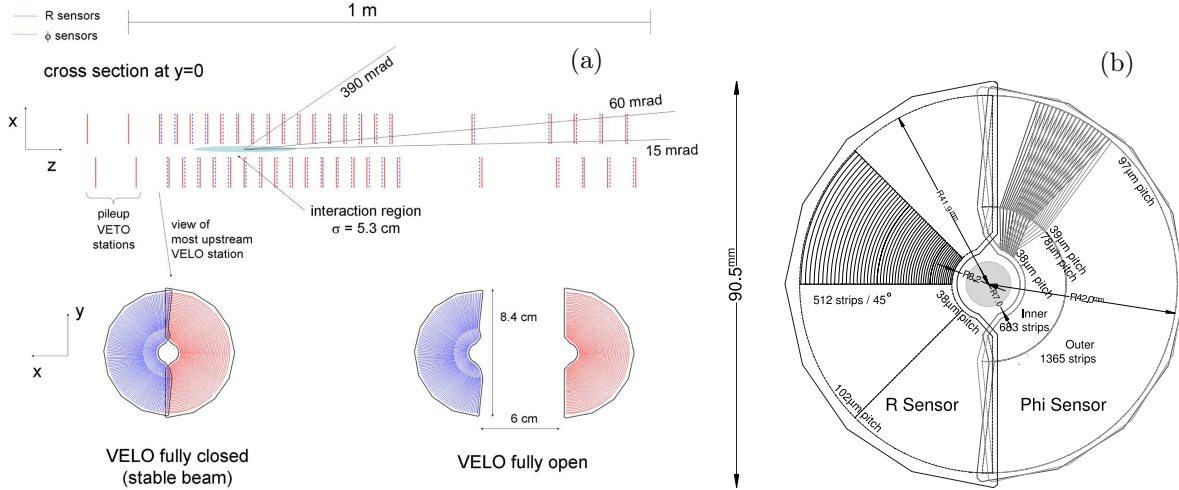 R sensors
ϕ sensors
1 m
(a)
cross section at y=0
390 mrad
60 mrad
15 mrad
x
z
pileup
VETO
stations
view of
most upstream
VELO station
interaction region
σ = 5.3 cm
y
x
8.4 cm
6 cm
VELO fully closed
(stable beam)
VELO fully open
(b)
90.5mm
R41.9mm
97μm pitch
39μm pitch
78μm pitch
38μm pitch
R8.2
R7.0
R42.0mm
38μm pitch
512 strips / 45°
Inner
683 strips
Outer
1365 strips
102μm pitch
R Sensor
Phi Sensor